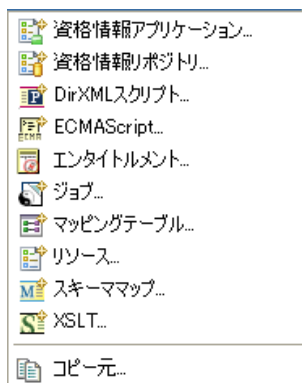 資格情報アプリケーション...
資格情報リポジトリ...
DirXMLスクリプト...
ECMAScript...
エンタイトルメント...
ジョブ...
マッピングテーブル...
リソース...
スキーママップ...
XSLT...
コピー元...